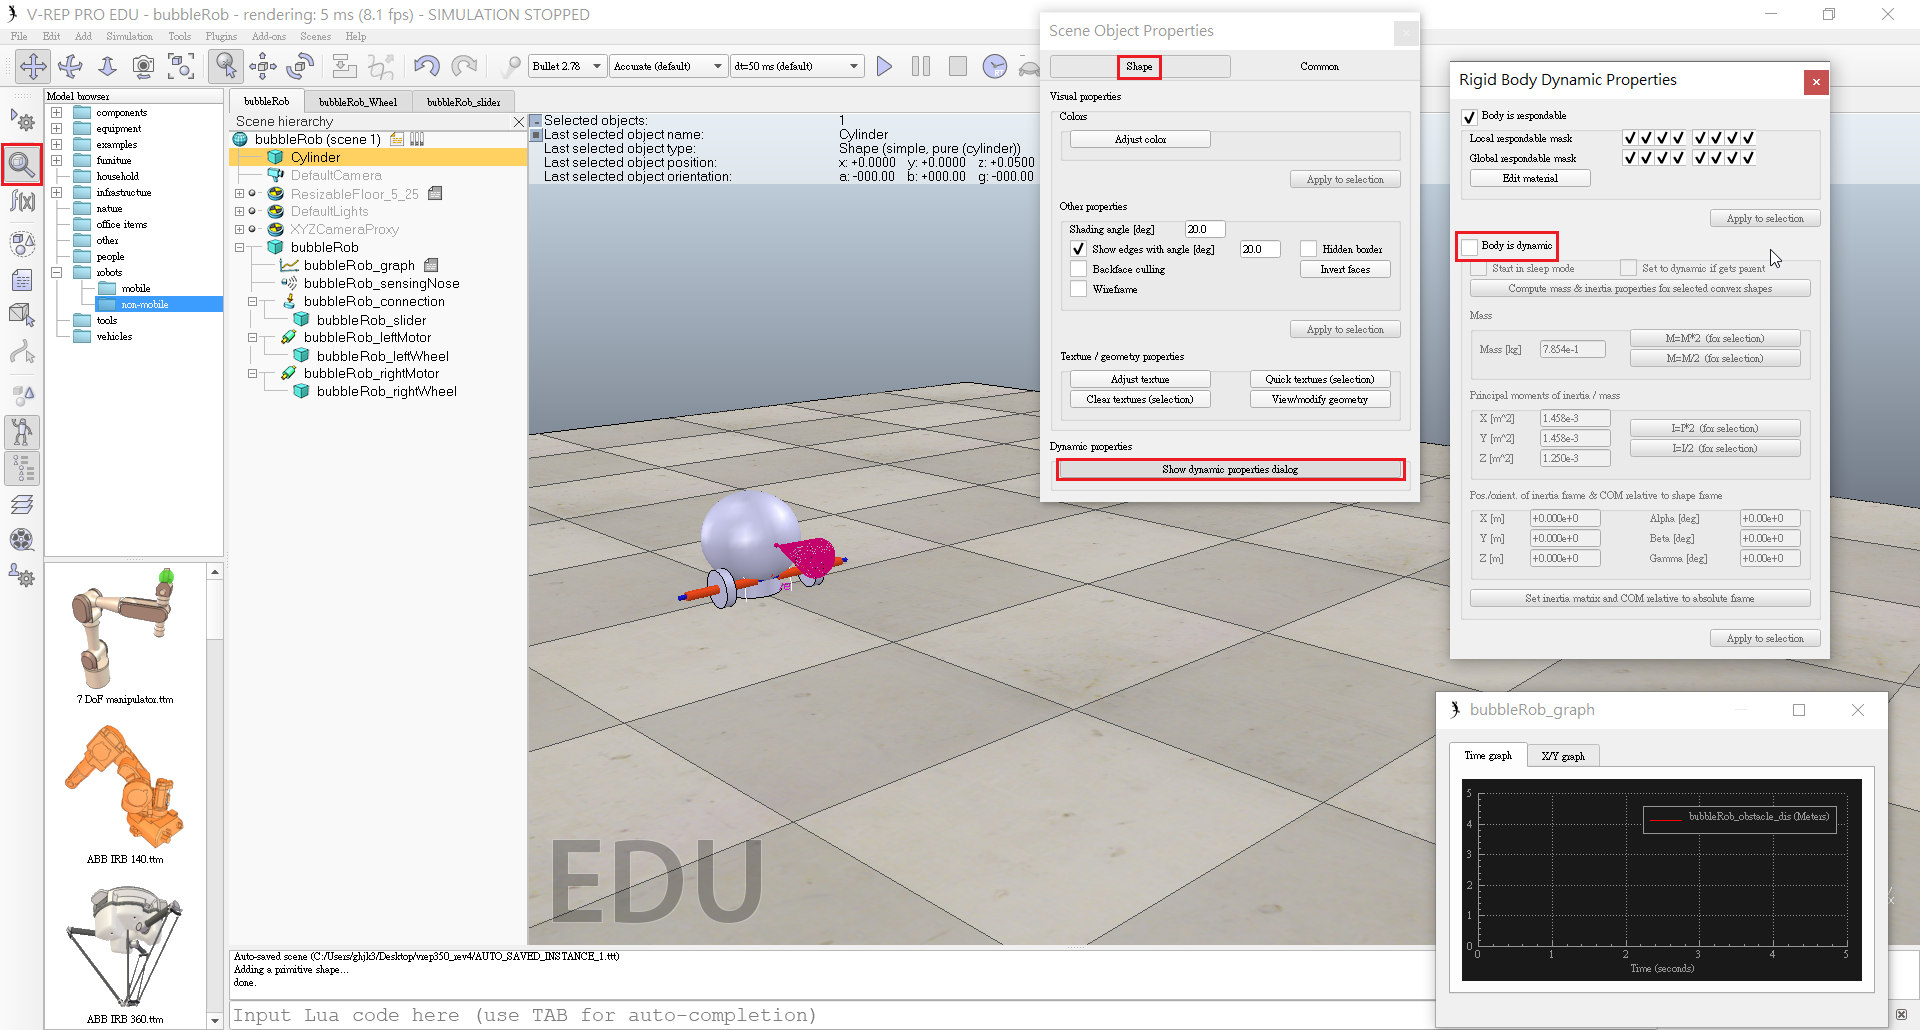 V-REP PRO EDU - bubbleRob - rendering: 5 ms (8.1 fps) - SIMULATION STOPPED
File Edit Add Simulation Tools Plugins Add-ons Scenes Help
Bullet 2.78 Accurate (default) dt=50 ms (default)
Model browser
components
equipment
examples
furniture
household
infrastructure
nature
office items
other
people
robots
mobile
non-mobile
tools
vehicles
7 DoF manipulator.ttm
ABB IRB 140.ttm
ABB IRB 360.ttm
bubbleRob bubbleRob_Wheel bubbleRob_slider
Scene hierarchy
bubbleRob (scene 1)
Cylinder
DefaultCamera
ResizableFloor_5_25
DefaultLights
XYZCameraProxy
bubbleRob
bubbleRob_graph
bubbleRob_sensingNose
bubbleRob_connection
bubbleRob_slider
bubbleRob_leftMotor
bubbleRob_leftWheel
bubbleRob_rightMotor
bubbleRob_rightWheel
Selected objects: 1
Last selected object name: Cylinder
Last selected object type: Shape (simple, pure (cylinder))
Last selected object position: x: +0.0000 y: +0.0000 z: +0.0500
Last selected object orientation: a: -000.00 b: +000.00 g: -000.00
EDU
Scene Object Properties
Shape Common
Visual properties
Colors
Adjust color
Apply to selection
Other properties
Shading angle [deg] 20.0
Show edges with angle [deg] 20.0 Hidden border
Backface culling Invert faces
Wireframe
Apply to selection
Texture / geometry properties
Adjust texture Quick textures (selection)
Clear textures (selection) View/modify geometry
Dynamic properties
Show dynamic properties dialog
Rigid Body Dynamic Properties
Body is respondable
Local respondable mask
Global respondable mask
Edit material
Apply to selection
Body is dynamic
Start in sleep mode Set to dynamic if gets parent
Compute mass & inertia properties for selected convex shapes
Mass
Mass [kg] 7.854e-1 M=M*2 (for selection)
M=M/2 (for selection)
Principal moments of inertia / mass
X [m^2] 1.458e-3
Y [m^2] 1.458e-3 I=I*2 (for selection)
Z [m^2] 1.250e-3 I=I/2 (for selection)
Pos./orient. of inertia frame & COM relative to shape frame
X [m] +0.000e+0 Alpha [deg] +0.00e+0
Y [m] +0.000e+0 Beta [deg] +0.00e+0
Z [m] +0.000e+0 Gamma [deg] +0.00e+0
Set inertia matrix and COM relative to absolute frame
Apply to selection
bubbleRob_graph
Time graph X/Y graph
bubbleRob_obstacle_dis (Meters)
5
4
3
2
1
0
0 1 2 3 4 5
Time (seconds)
Auto-saved scene (C:/Users/ghjk3/Desktop/vrep350_rev4/AUTO_SAVED_INSTANCE_1.ttt)
Adding a primitive shape...
done.
Input Lua code here (use TAB for auto-completion)